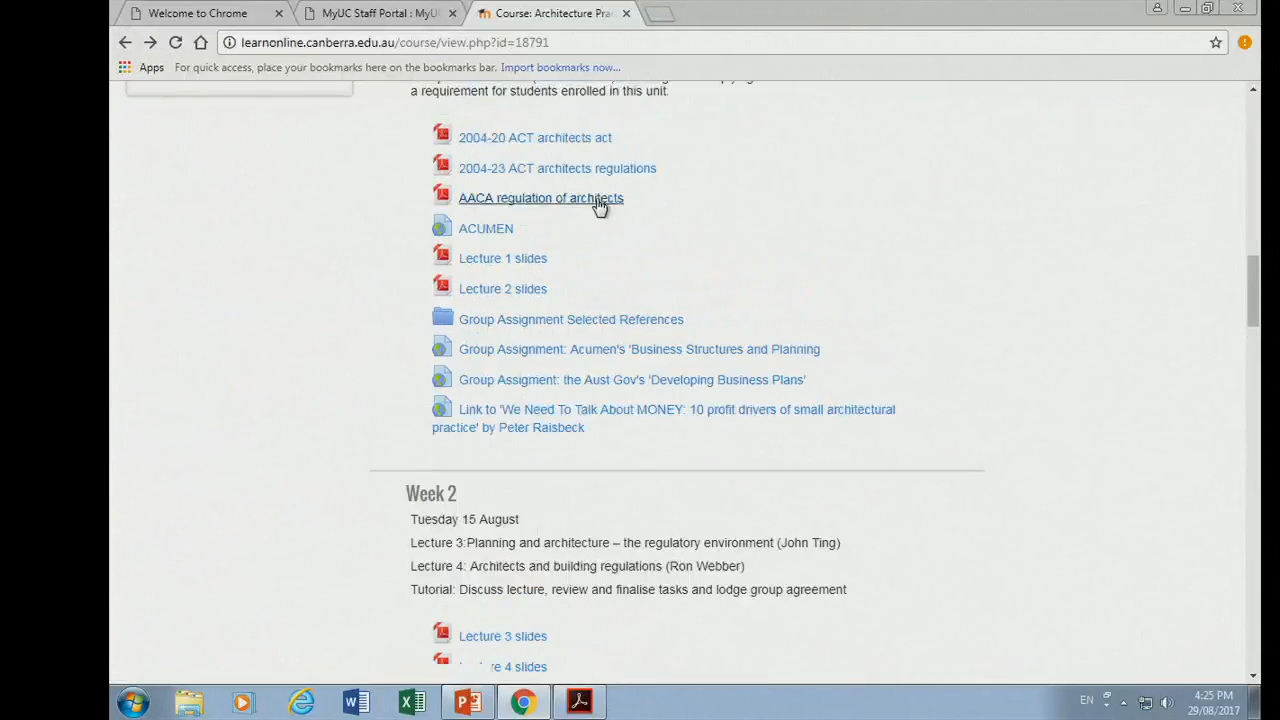 Welcome to Chrome
MyUC Staff Portal : MyU
Course: Architecture Pra
learnonline.canberra.edu.au/course/view.php?id=18791
Apps For quick access, place your bookmarks here on the bookmarks bar. Import bookmarks now...
a requirement for students enrolled in this unit.
2004-20 ACT architects act
2004-23 ACT architects regulations
AACA regulation of architects
ACUMEN
Lecture 1 slides
Lecture 2 slides
Group Assignment Selected References
Group Assignment: Acumen's 'Business Structures and Planning
Group Assigment: the Aust Gov's 'Developing Business Plans'
Link to 'We Need To Talk About MONEY: 10 profit drivers of small architectural
practice' by Peter Raisbeck
Week 2
Tuesday 15 August
Lecture 3:Planning and architecture – the regulatory environment (John Ting)
Lecture 4: Architects and building regulations (Ron Webber)
Tutorial: Discuss lecture, review and finalise tasks and lodge group agreement
Lecture 3 slides
re 4 slides
EN
4:25 PM
29/08/2017